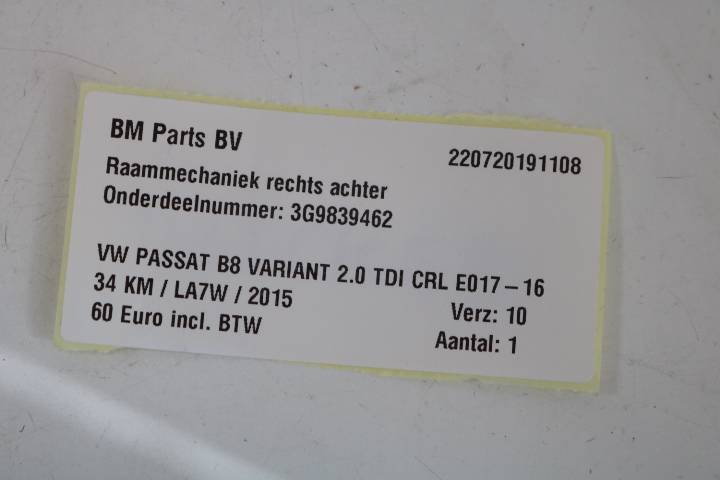 BM Parts BV
220720191108
Raammechaniek rechts achter
Onderdeelnummer: 3G9839462
VW PASSAT B8 VARIANT 2.0 TDI CRL E017-16
34 KM / LA7W / 2015
Verz: 10
60 Euro incl. BTW
Aantal: 1